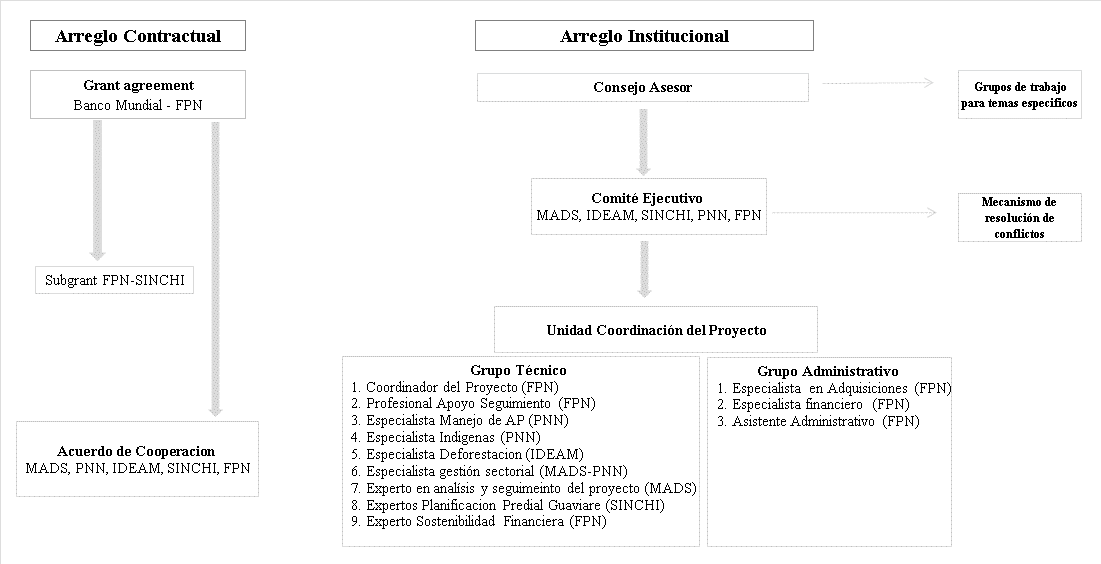 Arreglo Contractual
Grant agreement
Banco Mundial - FPN
Subgrant FPN-SINCHI
Acuerdo de Cooperacion
MADS, PNN, IDEAM, SINCHI, FPN
Arreglo Institucional
Consejo Asesor
Grupos de trabajo
para temas especificos
Comité Ejecutivo
MADS, IDEAM, SINCHI, PNN, FPN
Mecanismo de
resolución de
conflictos
Unidad Coordinación del Proyecto
Grupo Técnico
1. Coordinador del Proyecto (FPN)
2. Profesional Apoyo Seguimiento (FPN)
3. Especialista Manejo de AP (PNN)
4. Especialista Indigenas (PNN)
5. Especialista Deforestacion (IDEAM)
6. Especialista gestión sectorial (MADS-PNN)
7. Experto en analísis y seguimeinto del proyecto (MADS)
8. Expertos Planificacion Predial Guaviare (SINCHI)
9. Experto Sostenibilidad Financiera (FPN)
Grupo Administrativo
1. Especialista en Adquisiciones (FPN)
2. Especialista financiero (FPN)
3. Asistente Administrativo (FPN)